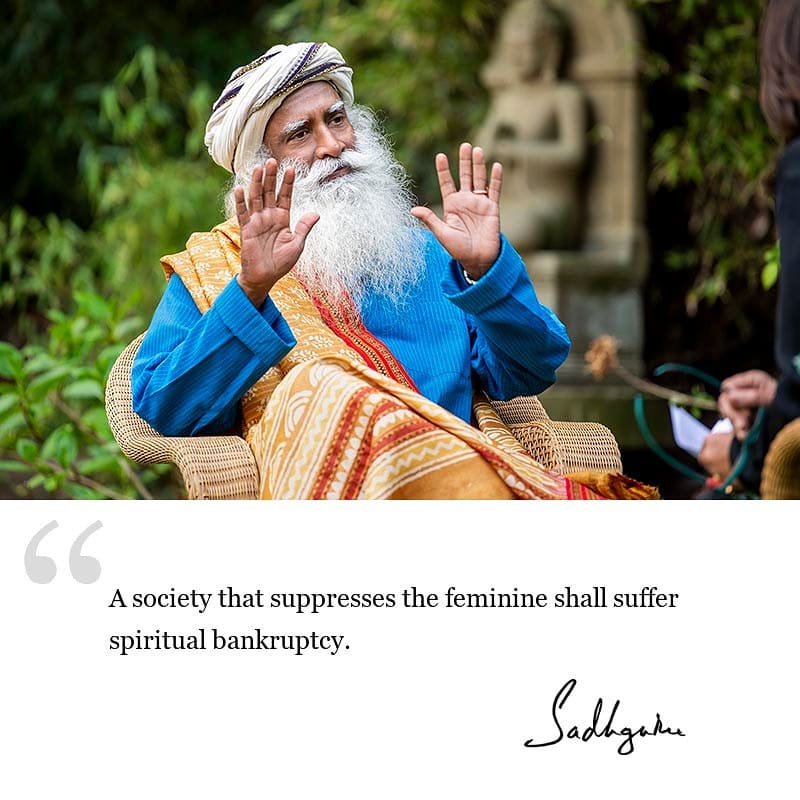 “
A society that suppresses the feminine shall suffer
spiritual bankruptcy.
Sadhguru